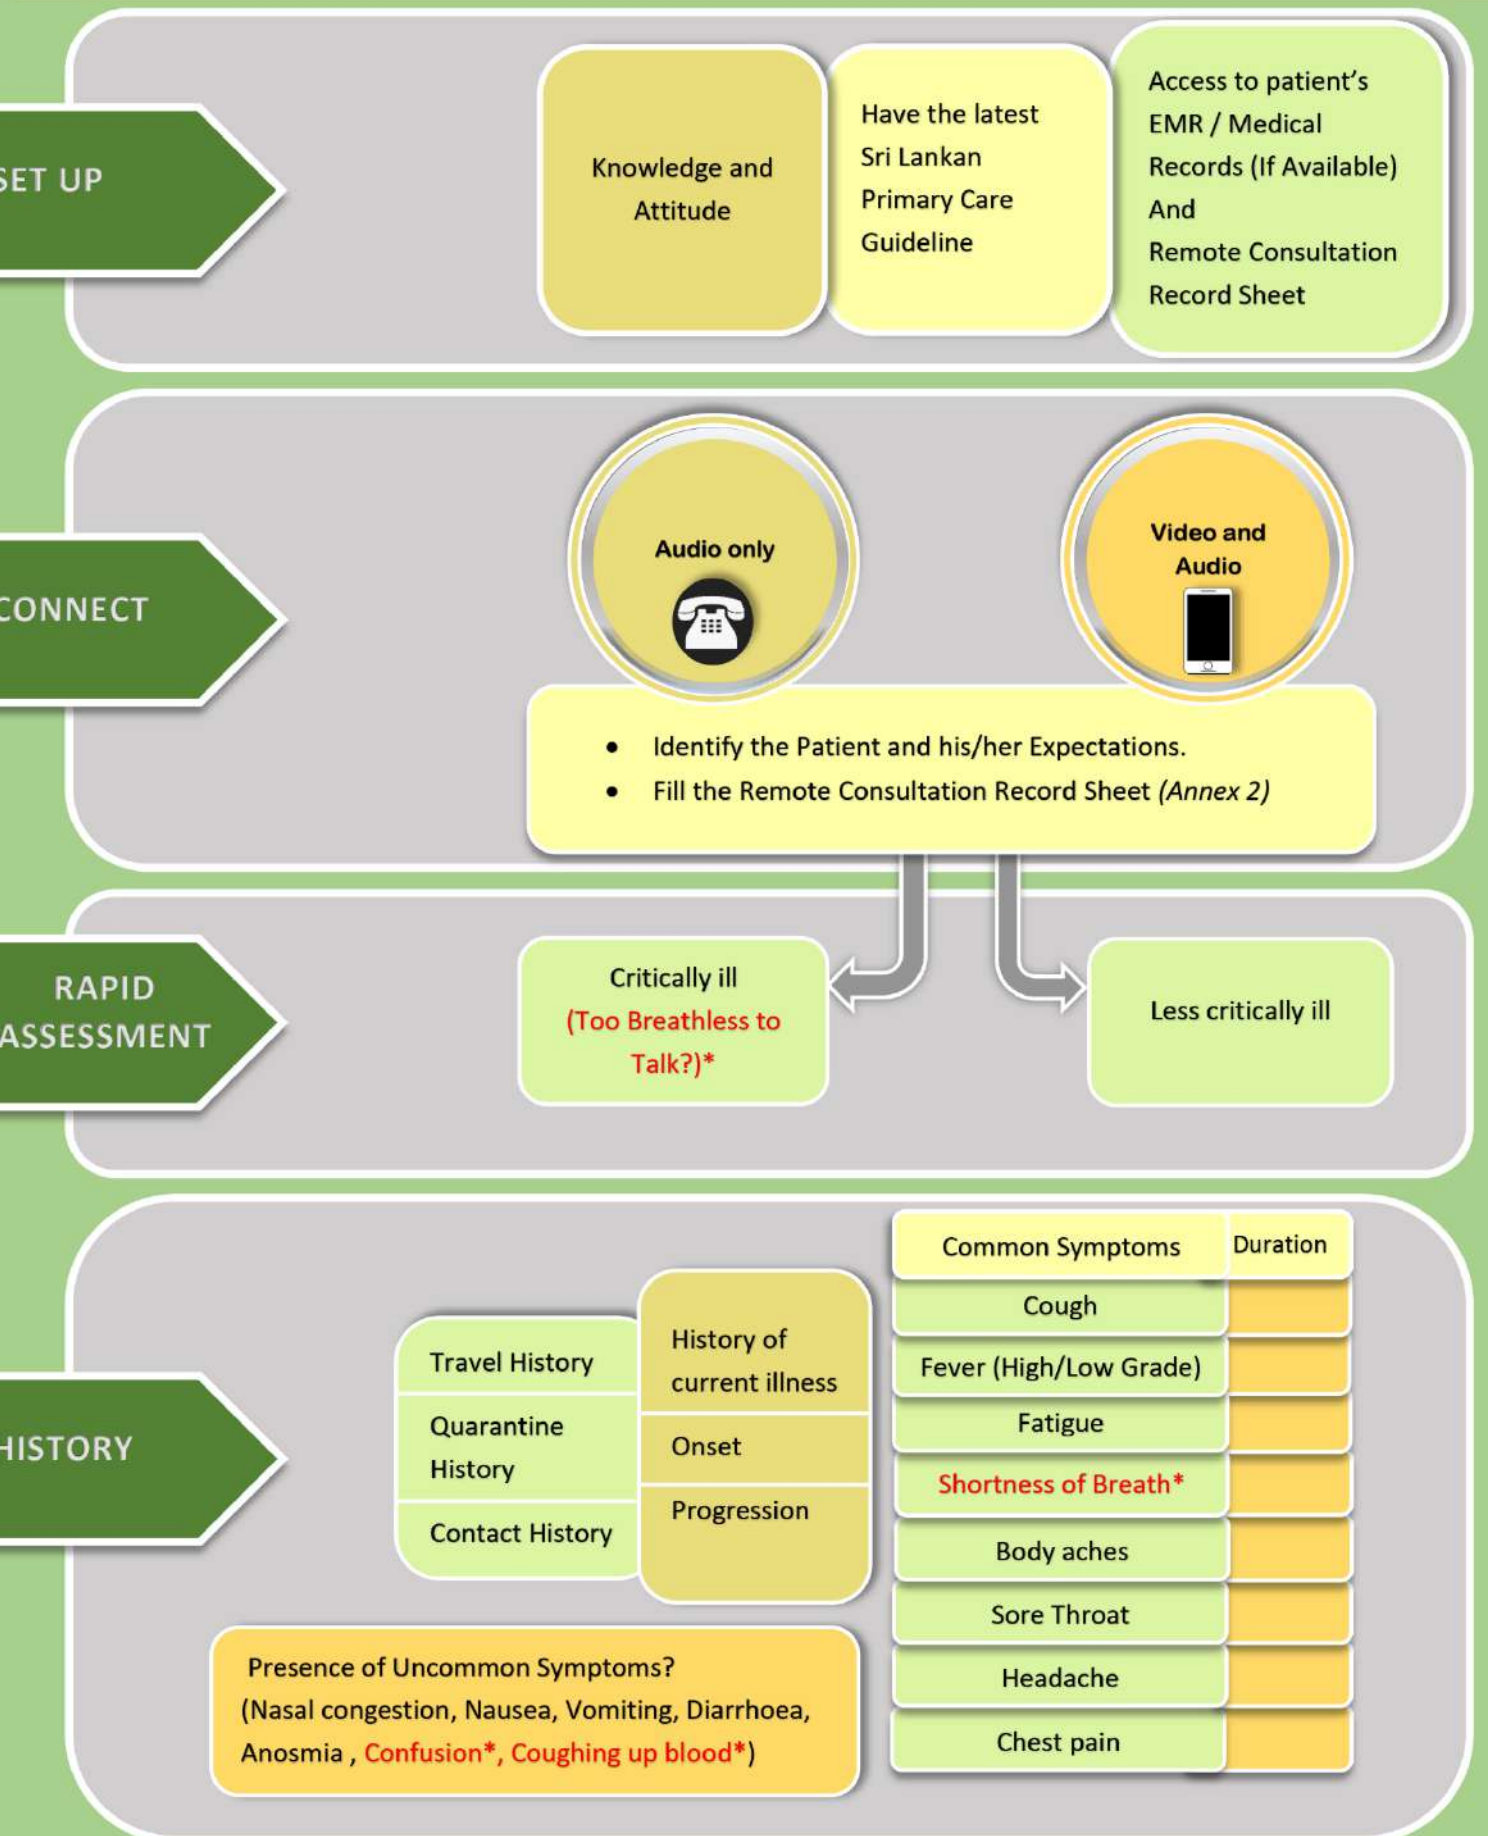 SET UP
Knowledge and
Attitude
Have the latest
Sri Lankan
Primary Care
Guideline
Access to patient's
EMR / Medical
Records (If Available)
And
Remote Consultation
Record Sheet
CONNECT
Audio only
Video and
Audio
• Identify the Patient and his/her Expectations.
• Fill the Remote Consultation Record Sheet (Annex 2)
RAPID
ASSESSMENT
Critically ill
(Too Breathless to
Talk?)*
Less critically ill
HISTORY
Travel History
Quarantine
History
Contact History
History of
current illness
Onset
Progression
Common Symptoms
Duration
Cough
Fever (High/Low Grade)
Fatigue
Shortness of Breath*
Body aches
Sore Throat
Headache
Chest pain
Presence of Uncommon Symptoms?
(Nasal congestion, Nausea, Vomiting, Diarrhoea,
Anosmia , Confusion*, Coughing up blood*)